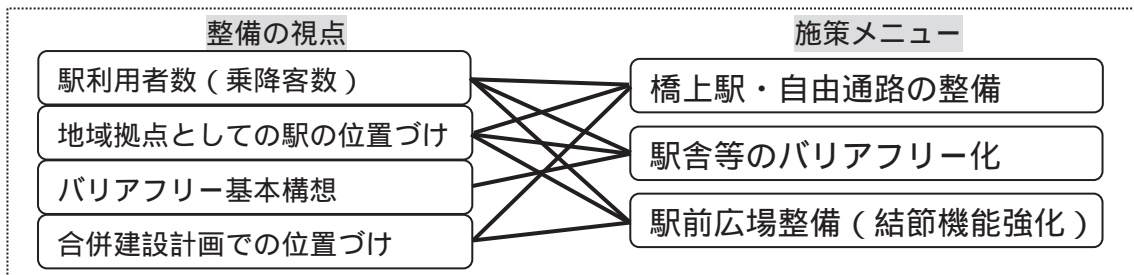 整備の視点
駅利用者数（乗降客数）
地域拠点としての駅の位置づけ
バリアフリー基本構想
合併建設計画での位置づけ
施策メニュー
橋上駅・自由通路の整備
駅舎等のバリアフリー化
駅前広場整備（結節機能強化）